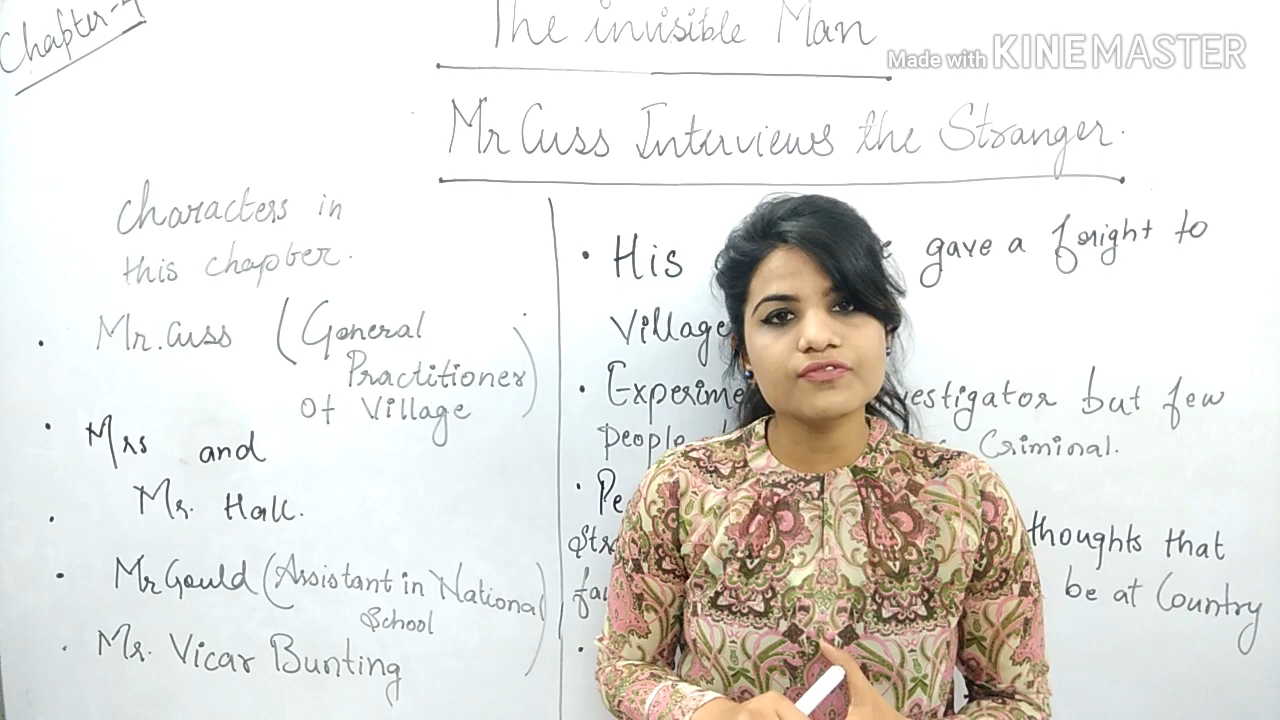 Chapter-4
The invisible Man
Made with KINEMASTER
Mr Cuss Interviews the Stranger.
characters in
this chapter.
• Mr. Cuss (General
Practitioner
Of Village)
• Mrs and
• Mr. Hall.
• Mr Gould (Assistant in National
School)
• Mr. Vicar Bunting
• His gave a foright to
Village
• Experime vestigator but few
People Criminal.
• Pe
thoughts that
be at Country
•